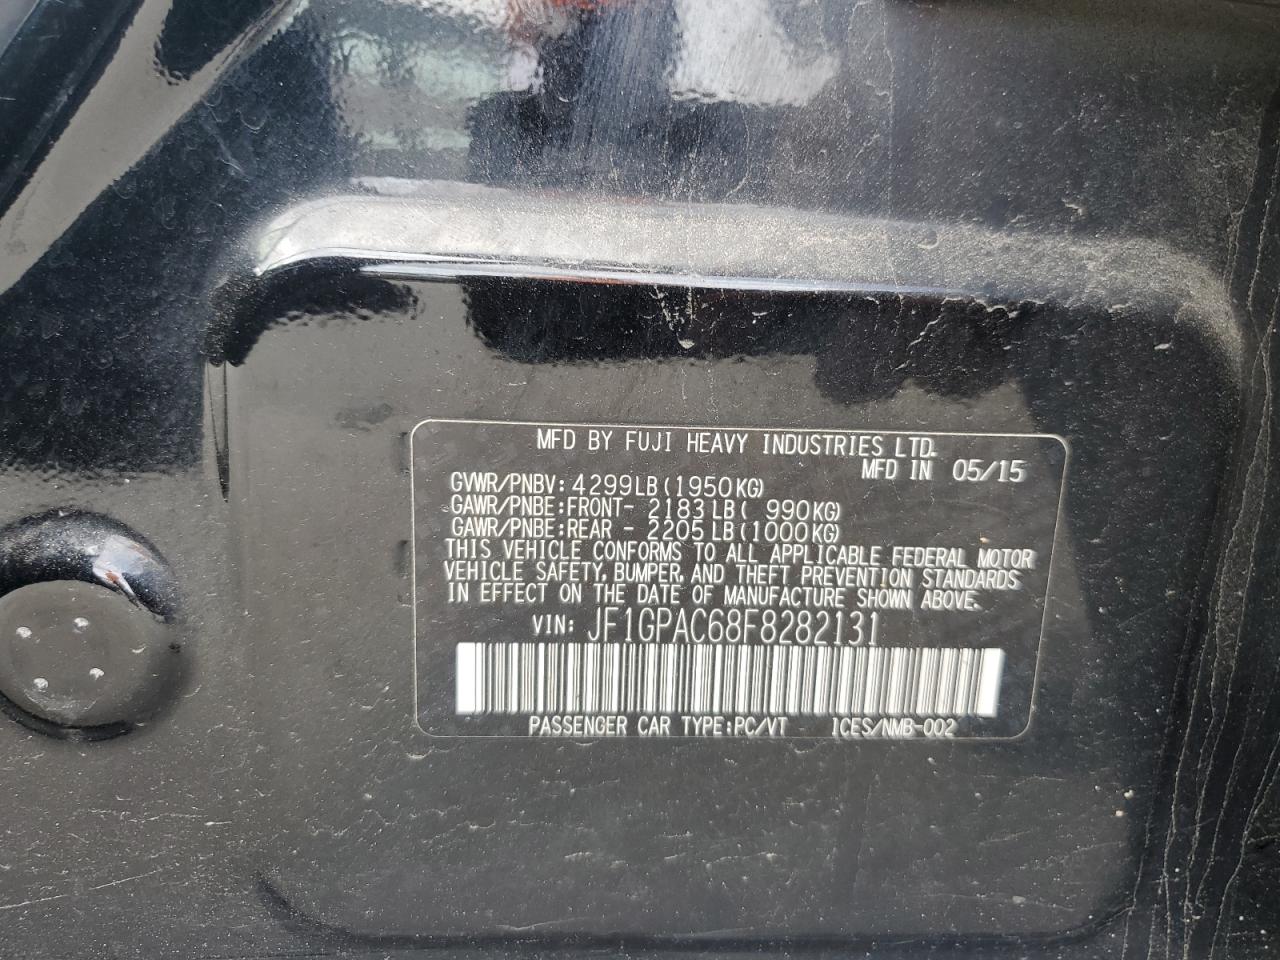 MFD BY FUJI HEAVY INDUSTRIES LTD.
MFD IN 05/15
GVWR/PNBV: 4299LB (1950KG)
GAWR/PNBE:FRONT- 2183LB ( 990KG)
GAWR/PNBE:REAR - 2205LB (1000KG)
THIS VEHICLE CONFORMS TO ALL APPLICABLE FEDERAL MOTOR
VEHICLE SAFETY, BUMPER, AND THEFT PREVENTION STANDARDS
IN EFFECT ON THE DATE OF MANUFACTURE SHOWN ABOVE.
VIN: JF1GPAC68F8282131
PASSENGER CAR TYPE:PC/VT ICES/NMB-002